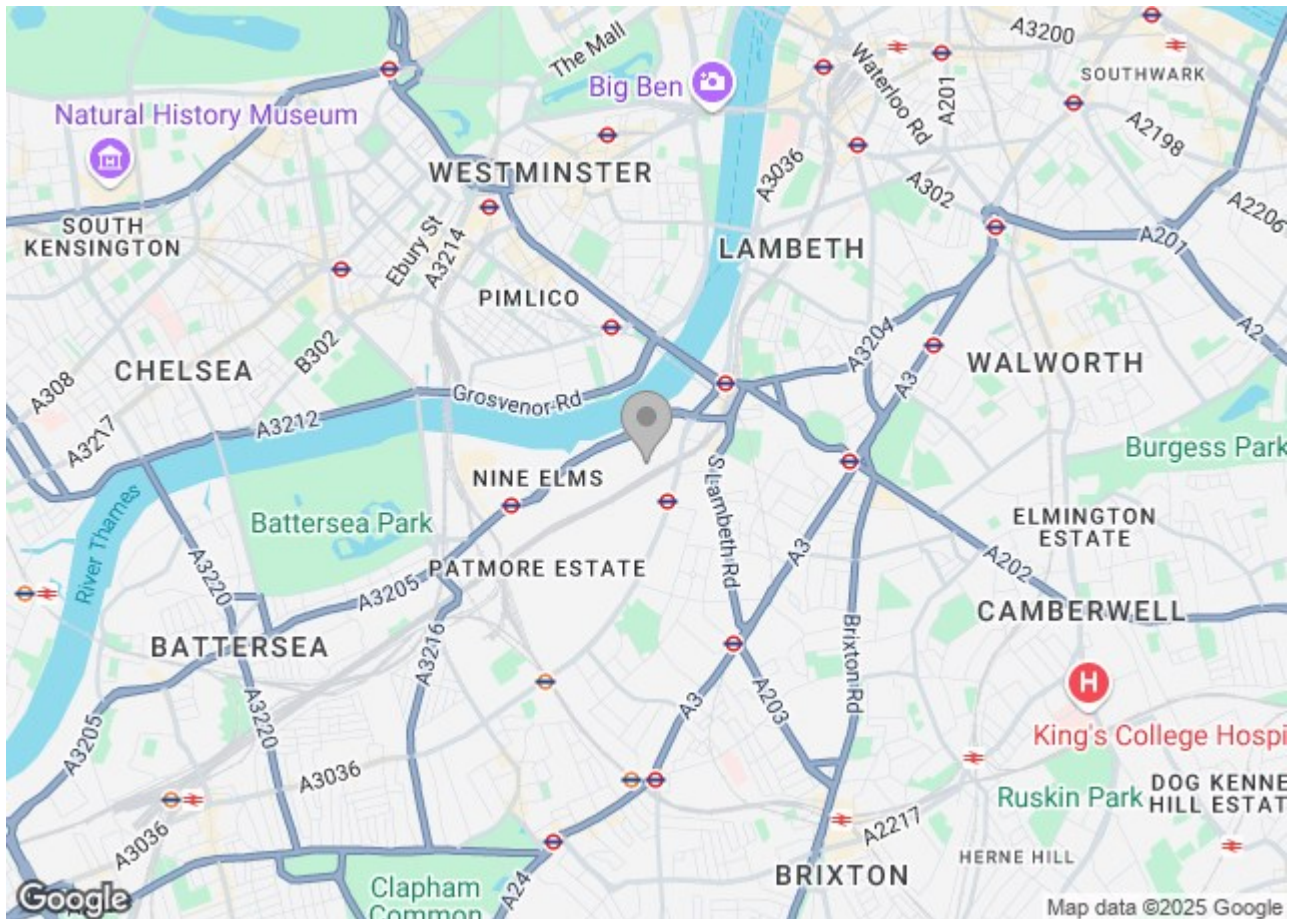 A3200
The Mall
Waterloo Rd
A201
SOUTHWARK
Big Ben
Natural History Museum
A2198
WESTMINSTER
A3036
A302
A2206
SOUTH
KENSINGTON
Ebury St
A3214
LAMBETH
A201
PIMLICO
A2
B302
A3204
CHELSEA
WALWORTH
A308
Grosvenor Rd
A3
A3212
A3217
Burgess Park
S Lambeth Rd
NINE ELMS
Battersea Park
ELMINGTON
ESTATE
River Thames
A3220
A3
A202
PATMORE ESTATE
A3205
CAMBERWELL
BATTERSEA
A3216
Brixton Rd
H
A3205
A3220
A3
A203
King's College Hospi
A3036
DOG KENNE
HILL ESTAT
Ruskin Park
A3036
A2217
HERNE HILL
BRIXTON
A24
Clapham
Common
Google
Map data ©2025 Google